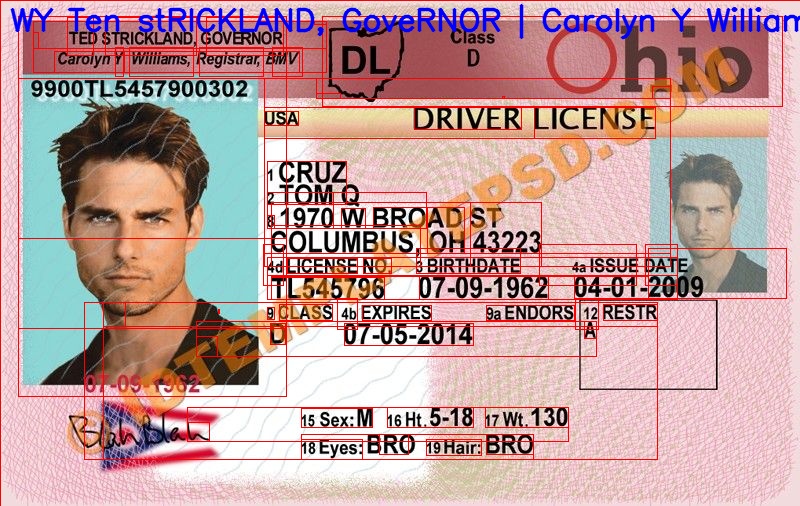 WY Ten stRICKLAND, GoveRNOR | Carolyn Y William
TED STRICKLAND, GOVERNOR
Carolyn Y Williams, Registrar, BMV
DL
Class
D
Ohio
9900TL5457900302
USA
DRIVER LICENSE
1 CRUZ
2 TOM Q
8 1970 W BROAD ST
COLUMBUS, OH 43223
4d LICENSE NO. 3 BIRTHDATE 4a ISSUE DATE
TL545796 07-09-1962 04-01-2009
9 CLASS 4b EXPIRES 9a ENDORS 12 RESTR
D 07-05-2014 A
07-09-1962
15 Sex: M 16 Ht. 5-18 17 Wt. 130
18 Eyes: BRO 19 Hair: BRO
Blah Blah